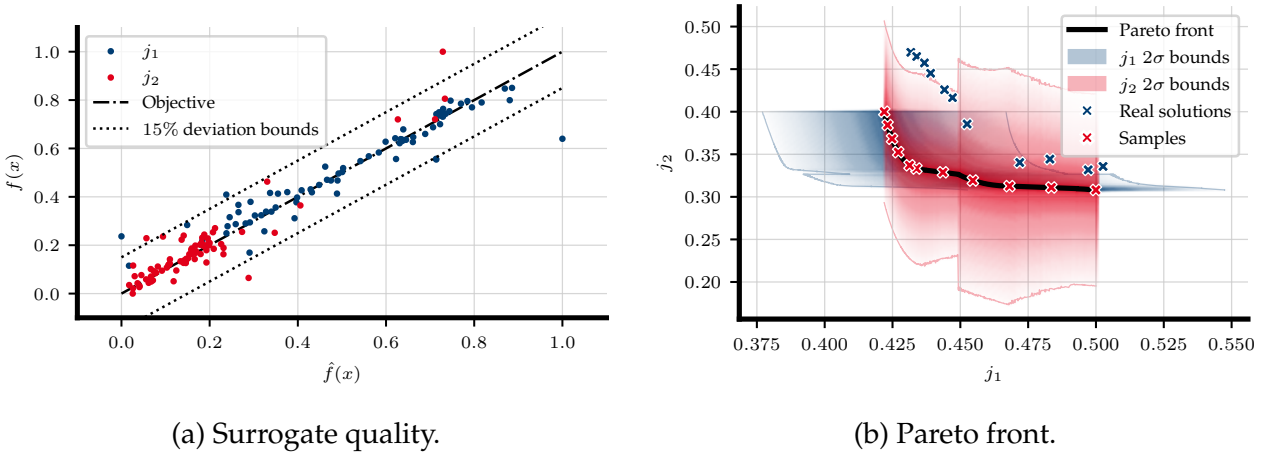 1.0
0.8
0.6
0.4
0.2
0.0
f(x)
j₁
j₂
Objective
15% deviation bounds
0.0 0.2 0.4 0.6 0.8 1.0
f̂(x)
(a) Surrogate quality.
0.50
0.45
0.40
0.35
0.30
0.25
0.20
j₂
Pareto front
j₁ 2σ bounds
j₂ 2σ bounds
Real solutions
Samples
0.375 0.400 0.425 0.450 0.475 0.500 0.525 0.550
j₁
(b) Pareto front.